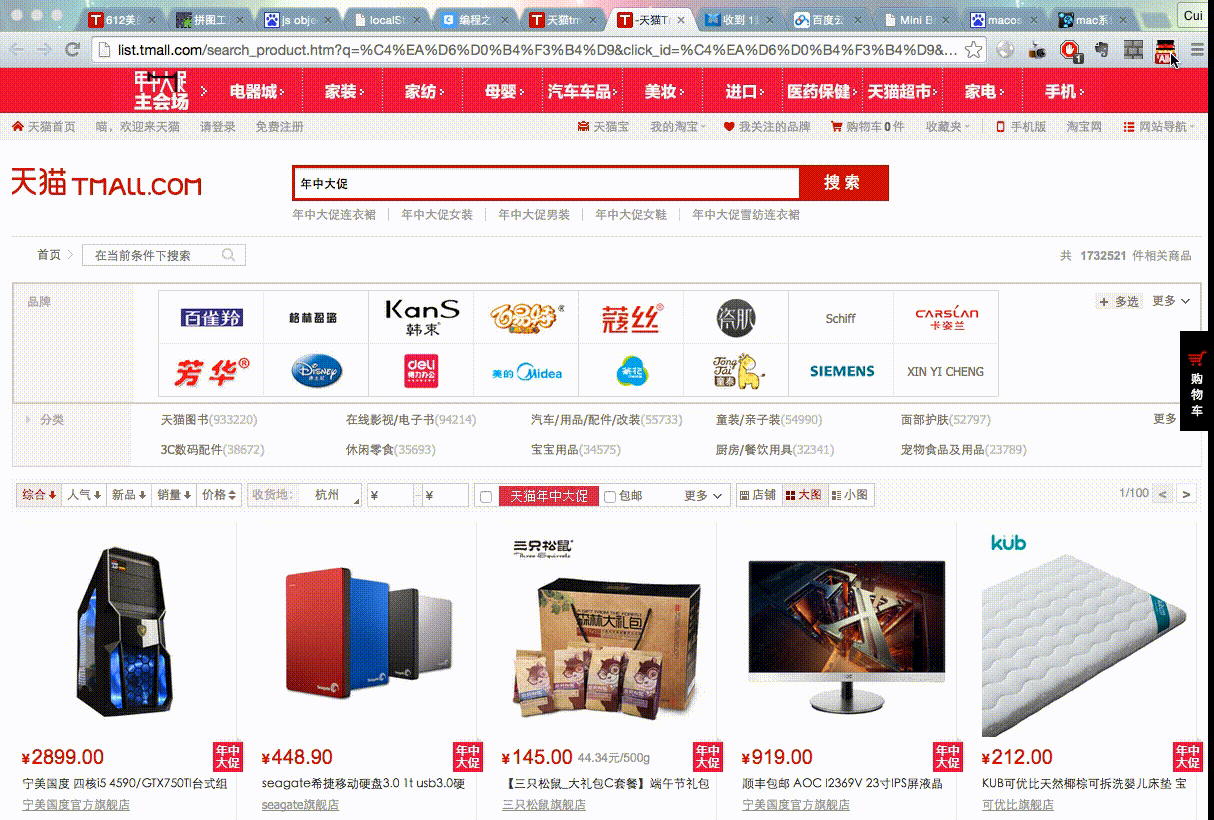 612美
拼图工
js obje
localSt
编程之
天猫tm
-天猫Tr
收到 1
百度云
Mini B
macos
mac系
Cui
list.tmall.com/search_product.htm?q=%C4%EA%D6%D0%B4%F3%B4%D9&click_id=%C4%EA%D6%D0%B4%F3%B4%D9&...
年中大促
主会场
电器城 家装 家纺 母婴 汽车车品 美妆 进口 医药保健 天猫超市 家电 手机
天猫首页 喵，欢迎来天猫 请登录 免费注册 天猫宝 我的淘宝 我关注的品牌 购物车0件 收藏夹 手机版 淘宝网 网站导航
天猫 TMALL.COM
年中大促 搜索
年中大促连衣裙 年中大促女装 年中大促男装 年中大促女鞋 年中大促雪纺连衣裙
首页 在当前条件下搜索 共 1732521 件相关商品
品牌 + 多选 更多
百雀羚 格林盈璐 KanS 韩束 百易特 蔻丝 瓷肌 Schiff CARSLAN 卡姿兰
芳华® Disney 迪士尼 deli 得力办公 美的 Midea 茶花 Tong Tai 童泰 SIEMENS XIN YI CHENG
购物车
分类 天猫图书(933220) 在线影视/电子书(94214) 汽车/用品/配件/改装(55733) 童装/亲子装(54990) 面部护肤(52797) 更多
3C数码配件(38672) 休闲零食(35693) 宝宝用品(34575) 厨房/餐饮用具(32341) 宠物食品及用品(23789)
综合 人气 新品 销量 价格 收货地: 杭州 ¥ - ¥ 天猫年中大促 包邮 更多 店铺 大图 小图 1/100 < >
三只松鼠 Three Squirrels
森林大礼包
kub
¥2899.00 年中大促
宁美国度 四核i5 4590/GTX750TI台式组
宁美国度官方旗舰店
¥448.90 年中大促
seagate希捷移动硬盘3.0 1t usb3.0硬
seagate旗舰店
¥145.00 44.34元/500g 年中大促
【三只松鼠_大礼包C套餐】端午节礼包
三只松鼠旗舰店
¥919.00 年中大促
顺丰包邮 AOC I2369V 23寸IPS屏液晶
宁美国度官方旗舰店
¥212.00 年中大促
KUB可优比天然椰棕可拆洗婴儿床垫 宝
可优比旗舰店